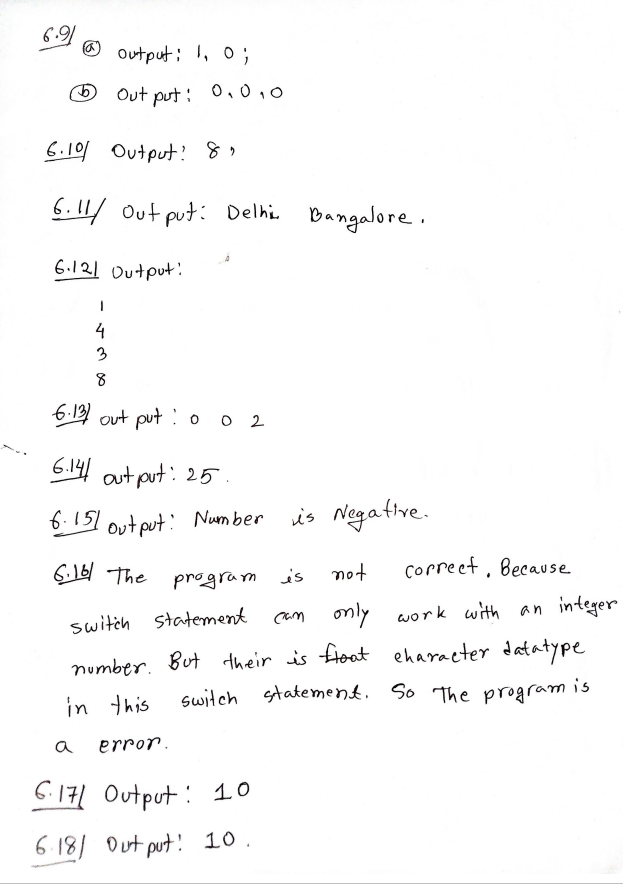 6.9/ ⓐ Output: 1, 0;
ⓑ Output: 0, 0, 0
6.10/ Output: 8,
6.11/ Output: Delhi Bangalore.
6.12/ Output:
1
4
3
8
6.13/ out put: 0 0 2
6.14/ output: 25.
6.15/ output: Number is Negative.
6.16/ The program is not correct. Because
switch statement can only work with an integer
number. But their is float character datatype
in this switch statement. So The program is
a error.
6.17/ Output: 10
6.18/ Output: 10.